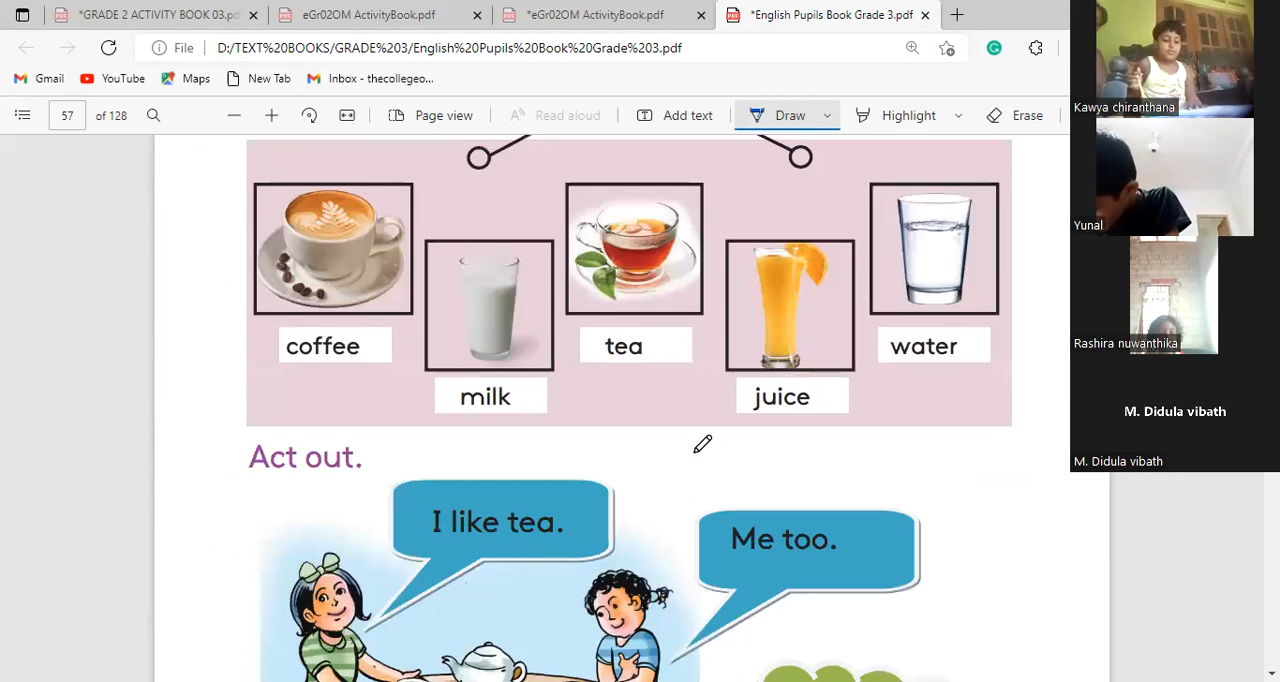 *GRADE 2 ACTIVITY BOOK 03.pd
eGr02OM ActivityBook.pdf
*eGr02OM ActivityBook.pdf
*English Pupils Book Grade 3.pdf
File
D:/TEXT%20BOOKS/GRADE%203/English%20Pupils%20Book%20Grade%203.pdf
Gmail
YouTube
Maps
New Tab
Inbox - thecollegeo...
57 of 128
Page view
Read aloud
Add text
Draw
Highlight
Erase
coffee
milk
tea
juice
water
Act out.
I like tea.
Me too.
Kawya chiranthana
Yunal
Rashira nuwanthika
M. Didula vibath
M. Didula vibath